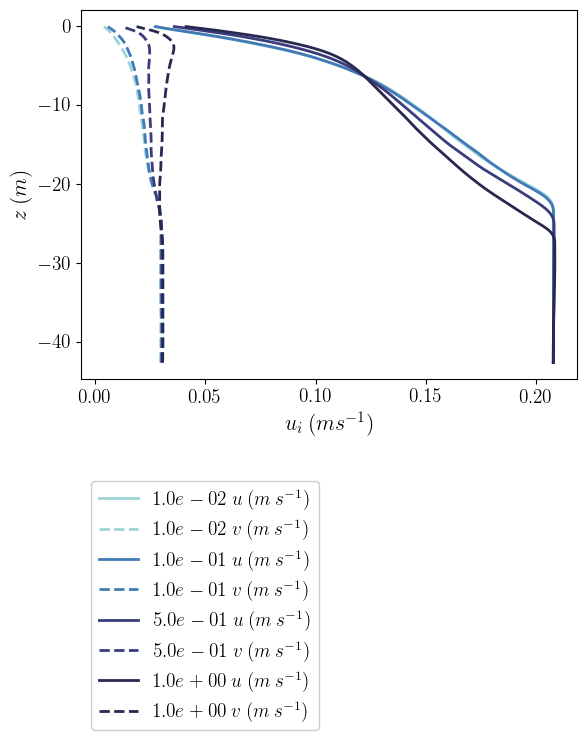 0
−10
−20
−30
−40
z (m)
0.00 0.05 0.10 0.15 0.20
u_i (ms^{-1})
1.0e − 02 u (m s^{-1})
1.0e − 02 v (m s^{-1})
1.0e − 01 u (m s^{-1})
1.0e − 01 v (m s^{-1})
5.0e − 01 u (m s^{-1})
5.0e − 01 v (m s^{-1})
1.0e + 00 u (m s^{-1})
1.0e + 00 v (m s^{-1})